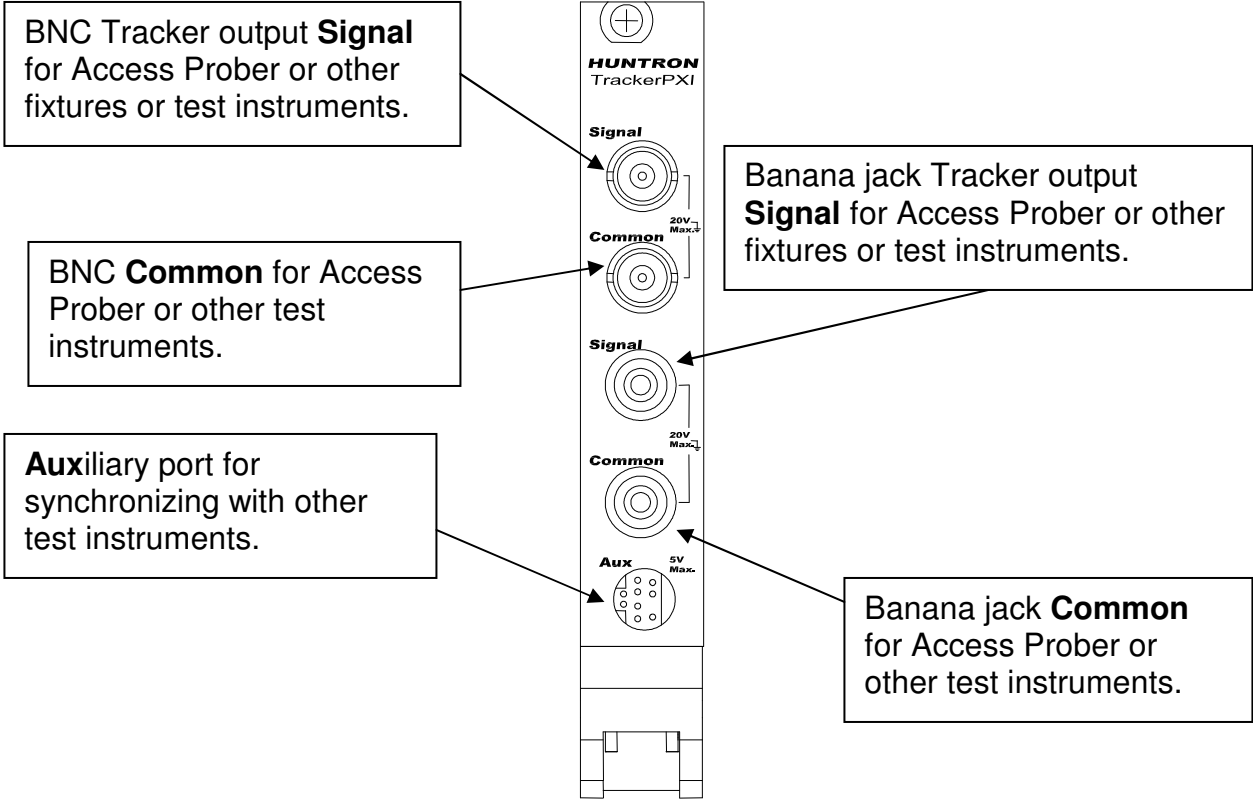 BNC Tracker output Signal
for Access Prober or other
fixtures or test instruments.
BNC Common for Access
Prober or other test
instruments.
Auxiliary port for
synchronizing with other
test instruments.
HUNTRON
TrackerPXI
Signal
20V
Max.
Common
Signal
20V
Max.
Common
Aux
5V
Max.
Banana jack Tracker output
Signal for Access Prober or other
fixtures or test instruments.
Banana jack Common
for Access Prober or
other test instruments.